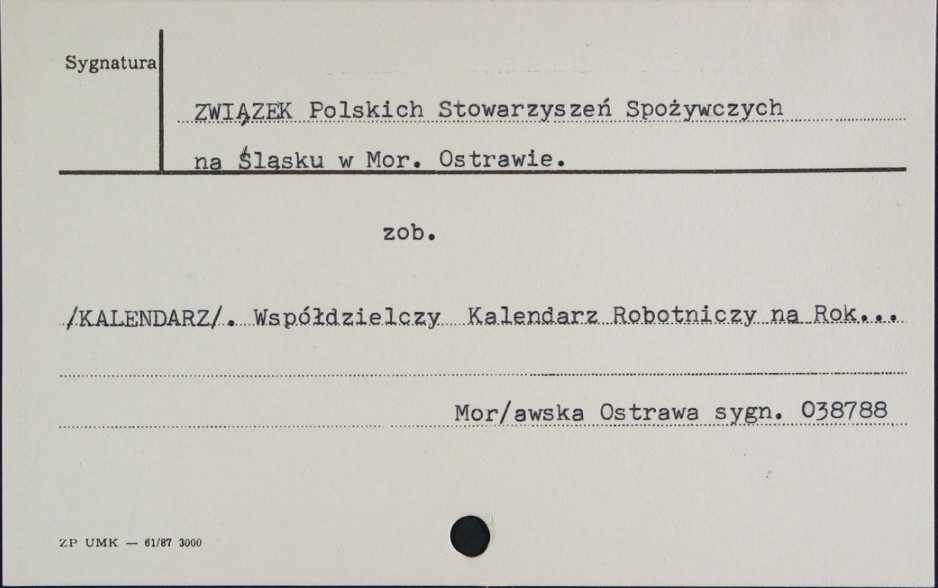 Sygnatura
ZWIĄZEK Polskich Stowarzyszeń Spożywczych
na Śląsku w Mor. Ostrawie.
zob.
/KALENDARZ/. Współdzielczy Kalendarz Robotniczy na Rok...
Mor/awska Ostrawa sygn. 038788
ZP UMK — 61/87 3000